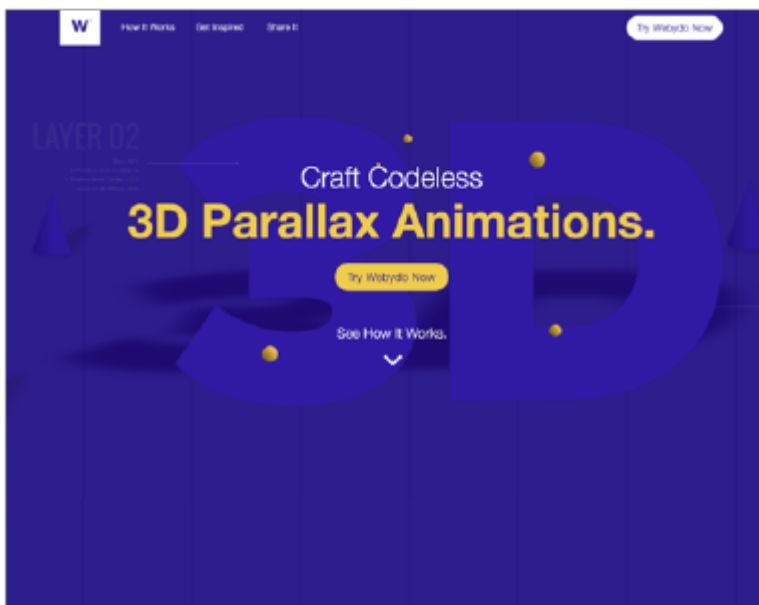 W
How It Works
Get Inspired
Share It
Try Webydo Now
3D
LAYER 02
Craft Codeless
3D Parallax Animations.
Try Webydo Now
See How It Works.